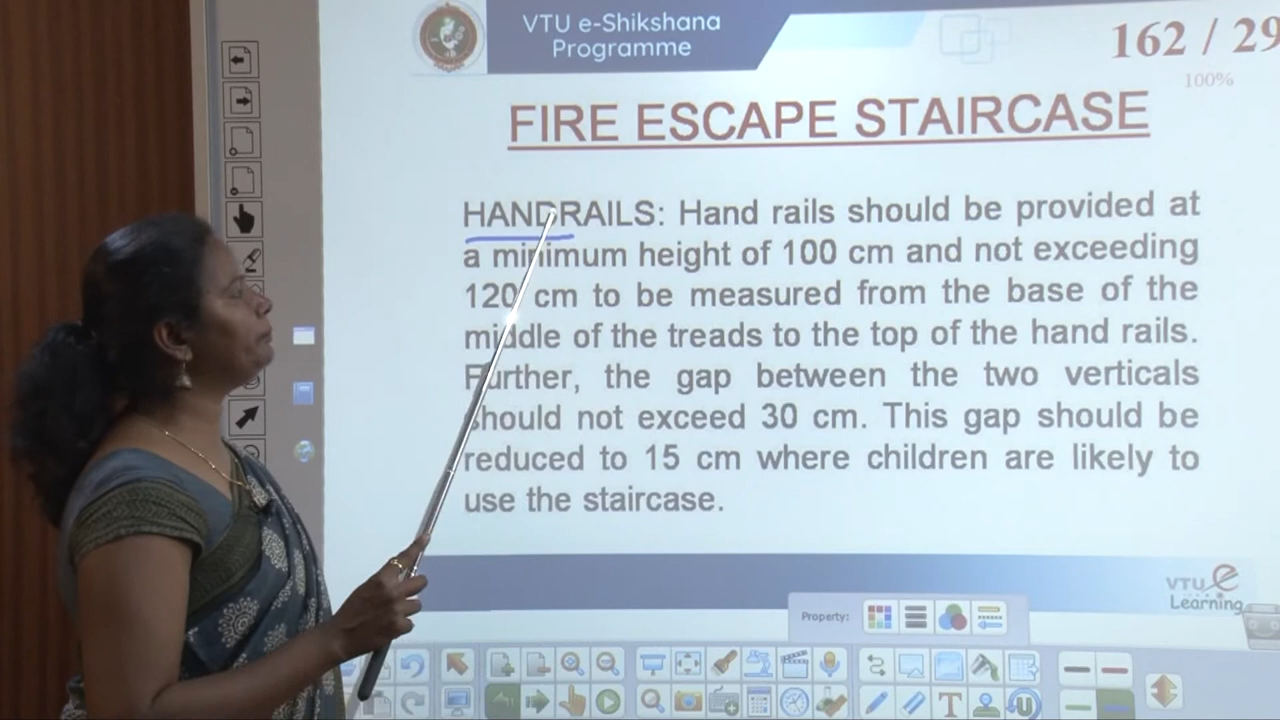 VTU e-Shikshana
Programme
162 / 29
100%
FIRE ESCAPE STAIRCASE
HANDRAILS: Hand rails should be provided at
a minimum height of 100 cm and not exceeding
120 cm to be measured from the base of the
middle of the treads to the top of the hand rails.
Further, the gap between the two verticals
should not exceed 30 cm. This gap should be
reduced to 15 cm where children are likely to
use the staircase.
VTU e
Learning
Property: